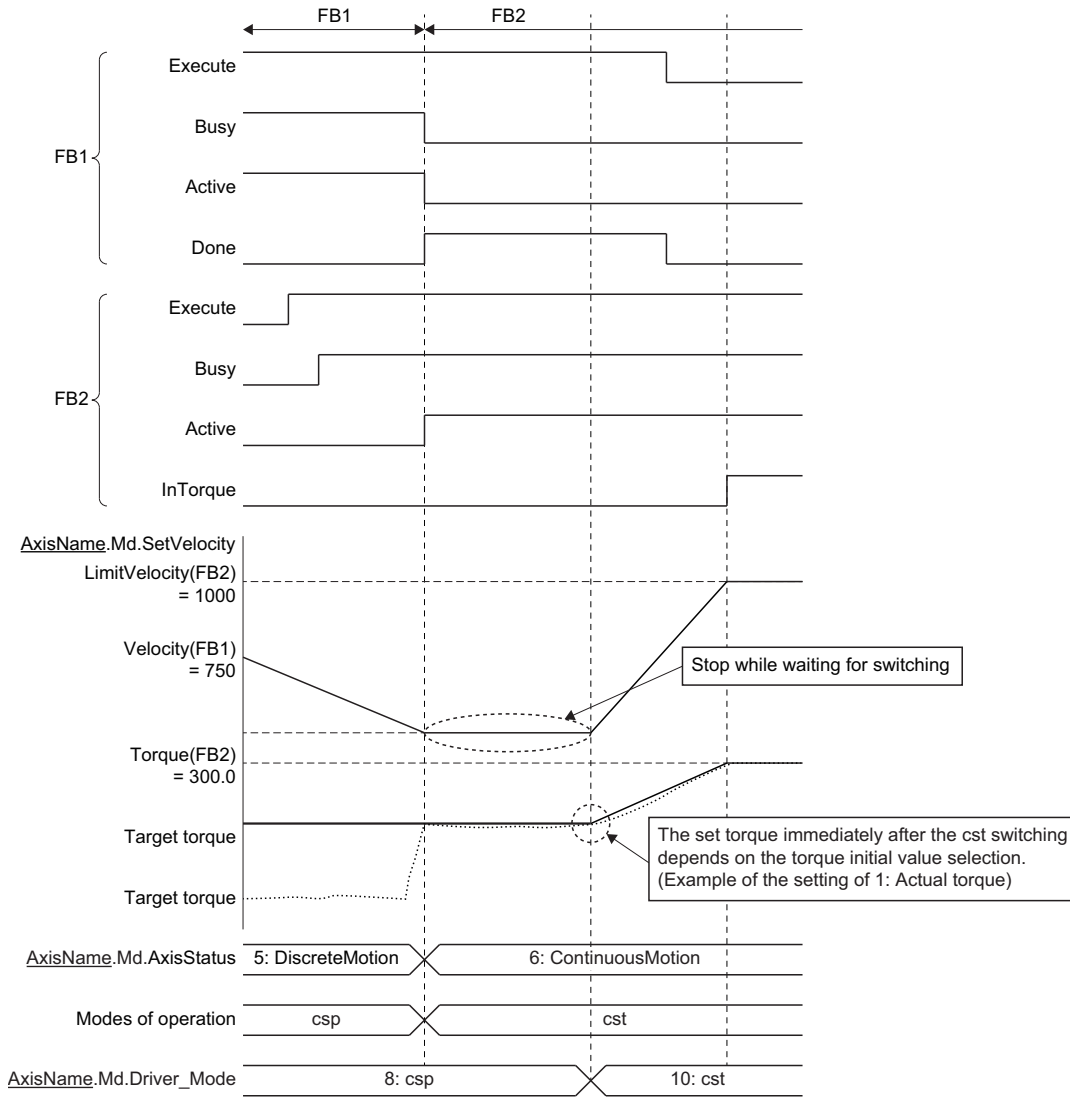 FB1
FB2
Execute
Busy
FB1
Active
Done
Execute
Busy
FB2
Active
InTorque
AxisName.Md.SetVelocity
LimitVelocity(FB2)
= 1000
Velocity(FB1)
= 750
Stop while waiting for switching
Torque(FB2)
= 300.0
Target torque
The set torque immediately after the cst switching
depends on the torque initial value selection.
(Example of the setting of 1: Actual torque)
Target torque
AxisName.Md.AxisStatus
5: DiscreteMotion
6: ContinuousMotion
Modes of operation
csp
cst
AxisName.Md.Driver_Mode
8: csp
10: cst